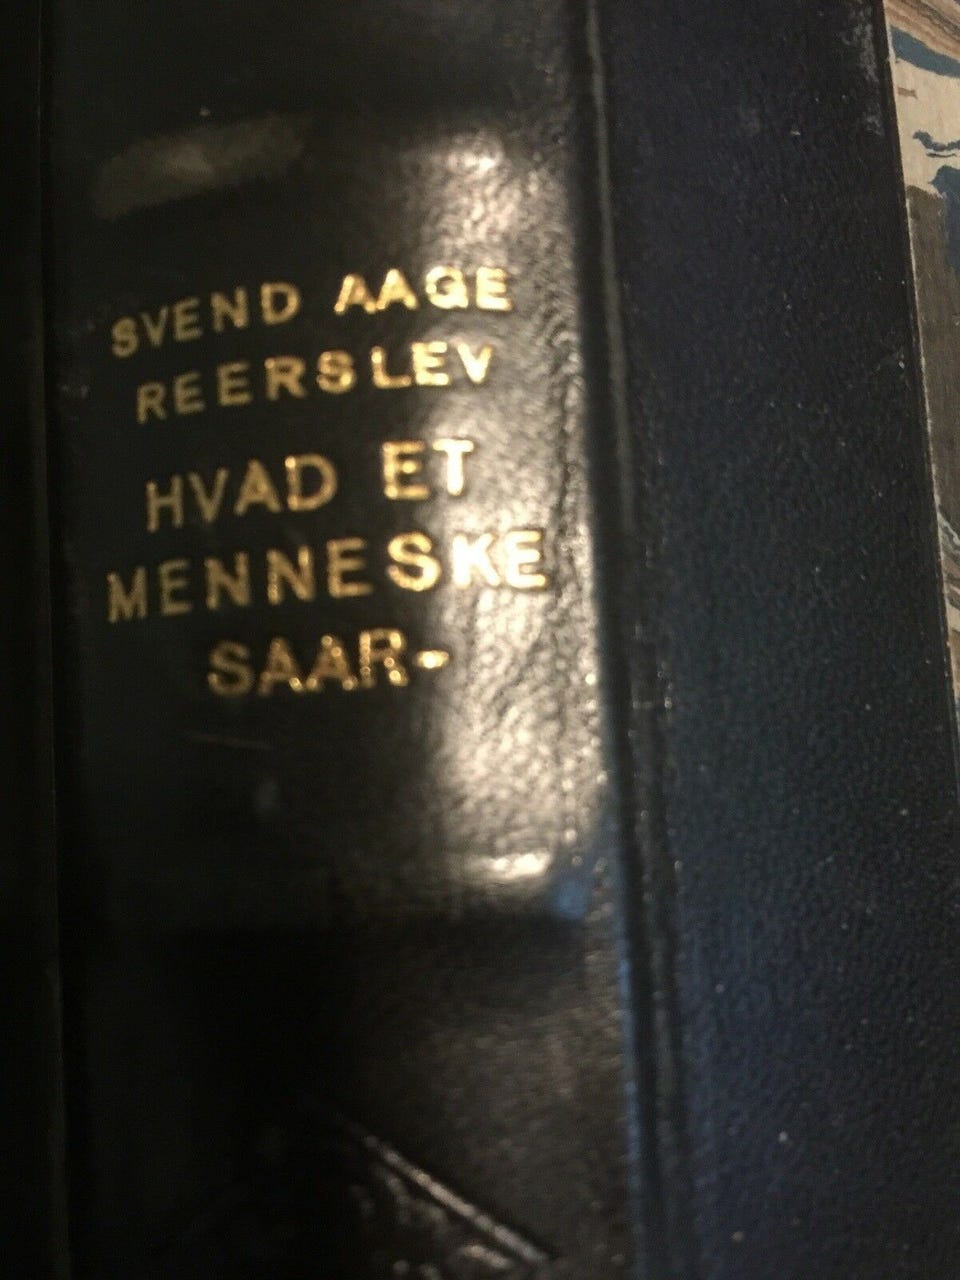 SVEND AAGE
REERSLEV
HVAD ET
MENNESKE
SAAR-